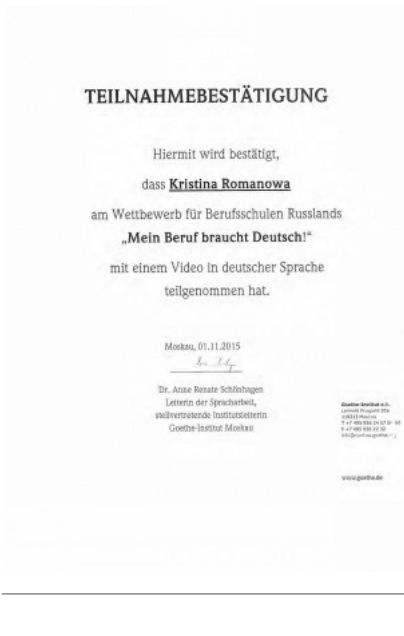 TEILNAHMEBESTÄTIGUNG
Hiermit wird bestätigt,
dass Kristina Romanowa
am Wettbewerb für Berufsschulen Russlands
„Mein Beruf braucht Deutsch!“
mit einem Video in deutscher Sprache
teilgenommen hat.
Moskau, 01.11.2015
Dr. Anne Renate Schönhagen
Leiterin der Spracharbeit,
stellvertretende Institutsleiterin
Goethe-Institut Moskau
Goethe-Institut e.V.
www.goethe.de